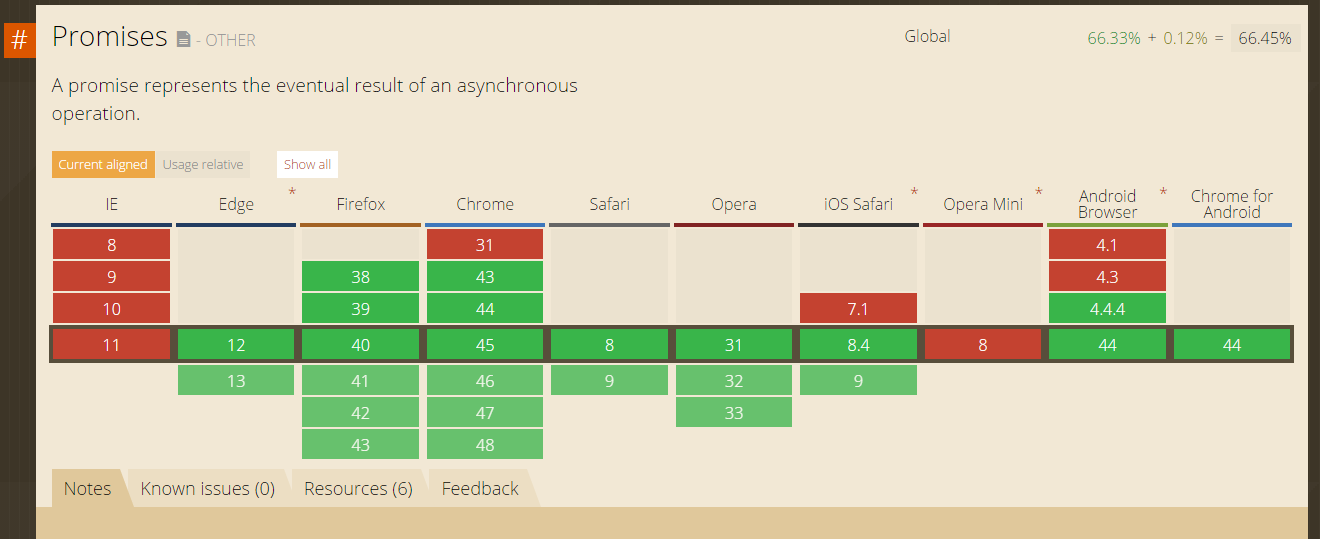 # Promises - OTHER Global 66.33% + 0.12% = 66.45%
A promise represents the eventual result of an asynchronous
operation.
Current aligned Usage relative Show all
IE Edge * Firefox Chrome Safari Opera iOS Safari * Opera Mini * Android Browser * Chrome for Android
8 31 4.1
9 38 43 4.3
10 39 44 7.1 4.4.4
11 12 40 45 8 31 8.4 8 44 44
13 41 46 9 32 9
42 47 33
43 48
Notes Known issues (0) Resources (6) Feedback